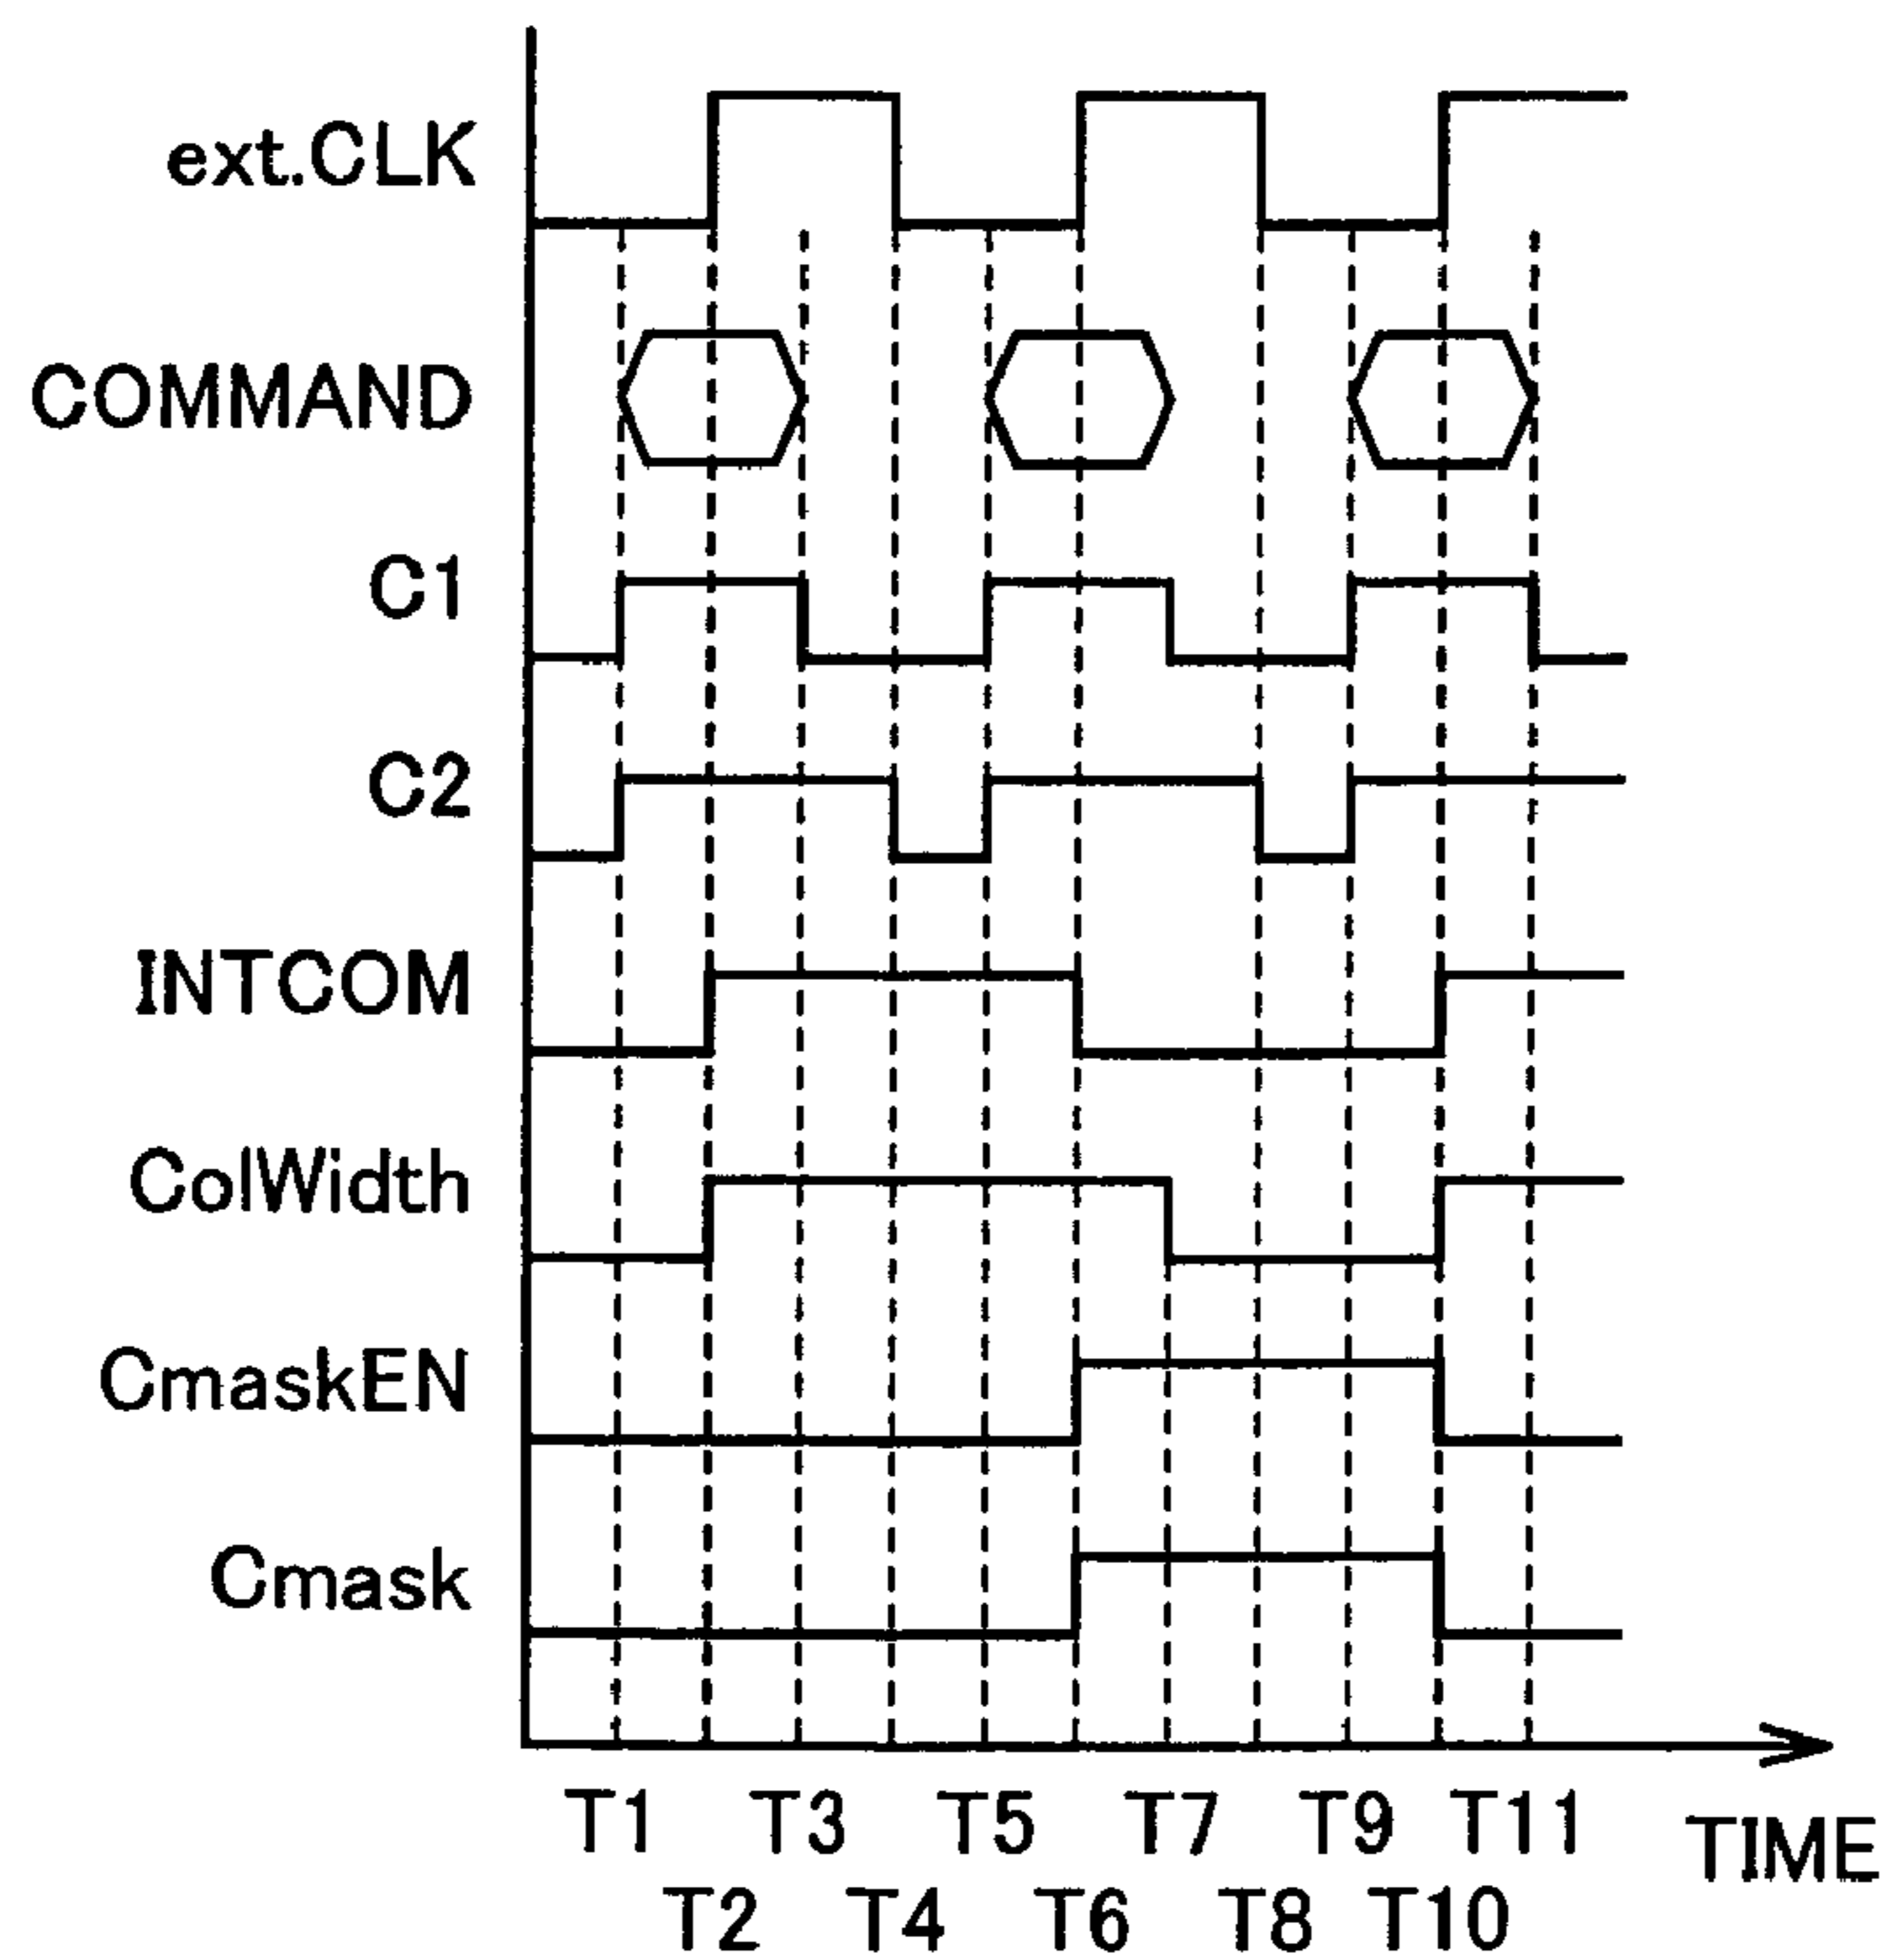 ext.CLK
COMMAND
C1
C2
INTCOM
ColWidth
CmaskEN
Cmask
T1 T3 T5 T7 T9 T11
TIME
T2 T4 T6 T8 T10